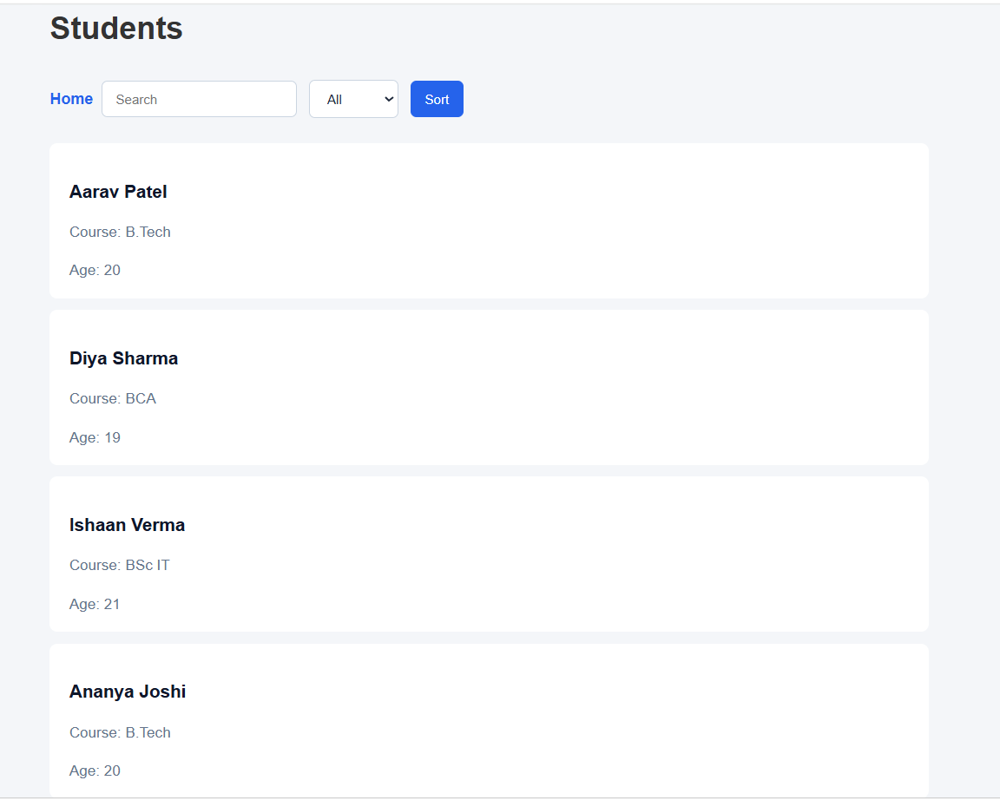 Students
Home Search All Sort
Aarav Patel
Course: B.Tech
Age: 20
Diya Sharma
Course: BCA
Age: 19
Ishaan Verma
Course: BSc IT
Age: 21
Ananya Joshi
Course: B.Tech
Age: 20